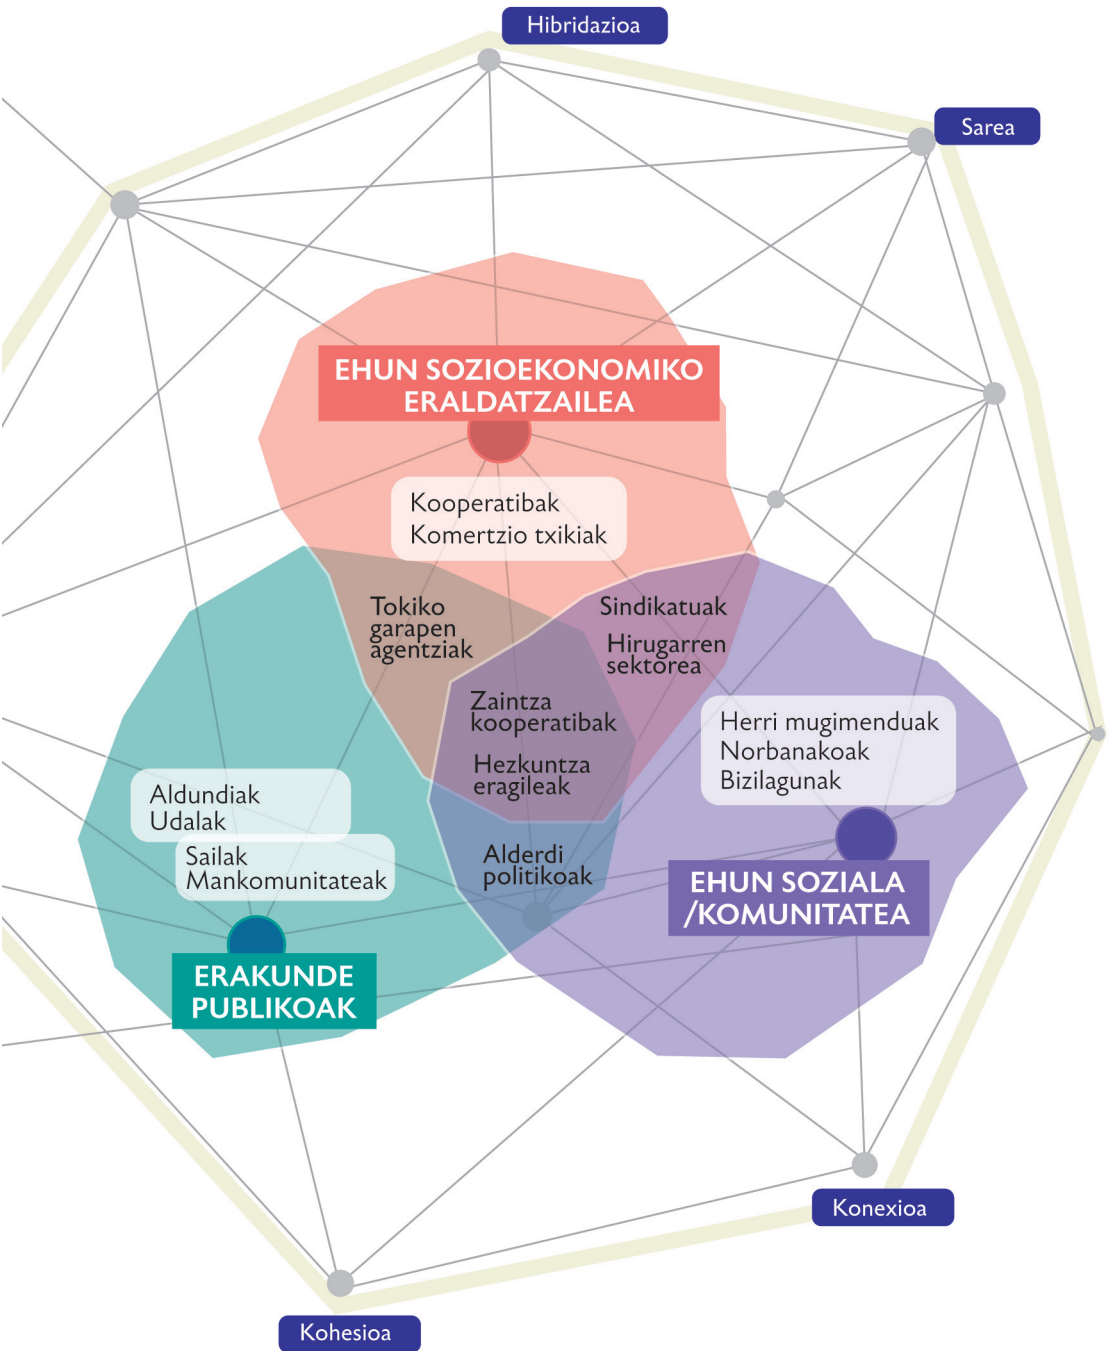 Hibridazioa
Sarea
EHUN SOZIOEKONOMIKO
ERALDATZAILEA
Kooperatibak
Komertzio txikiak
Tokiko
garapen
agentziak
Sindikatuak
Hirugarren
sektorea
Zaintza
kooperatibak
Hezkuntza
eragileak
Herri mugimenduak
Norbanakoak
Bizilagunak
Aldundiak
Udalak
Sailak
Mankomunitateak
Alderdi
politikoak
EHUN SOZIALA
/KOMUNITATEA
ERAKUNDE
PUBLIKOAK
Konexioa
Kohesioa